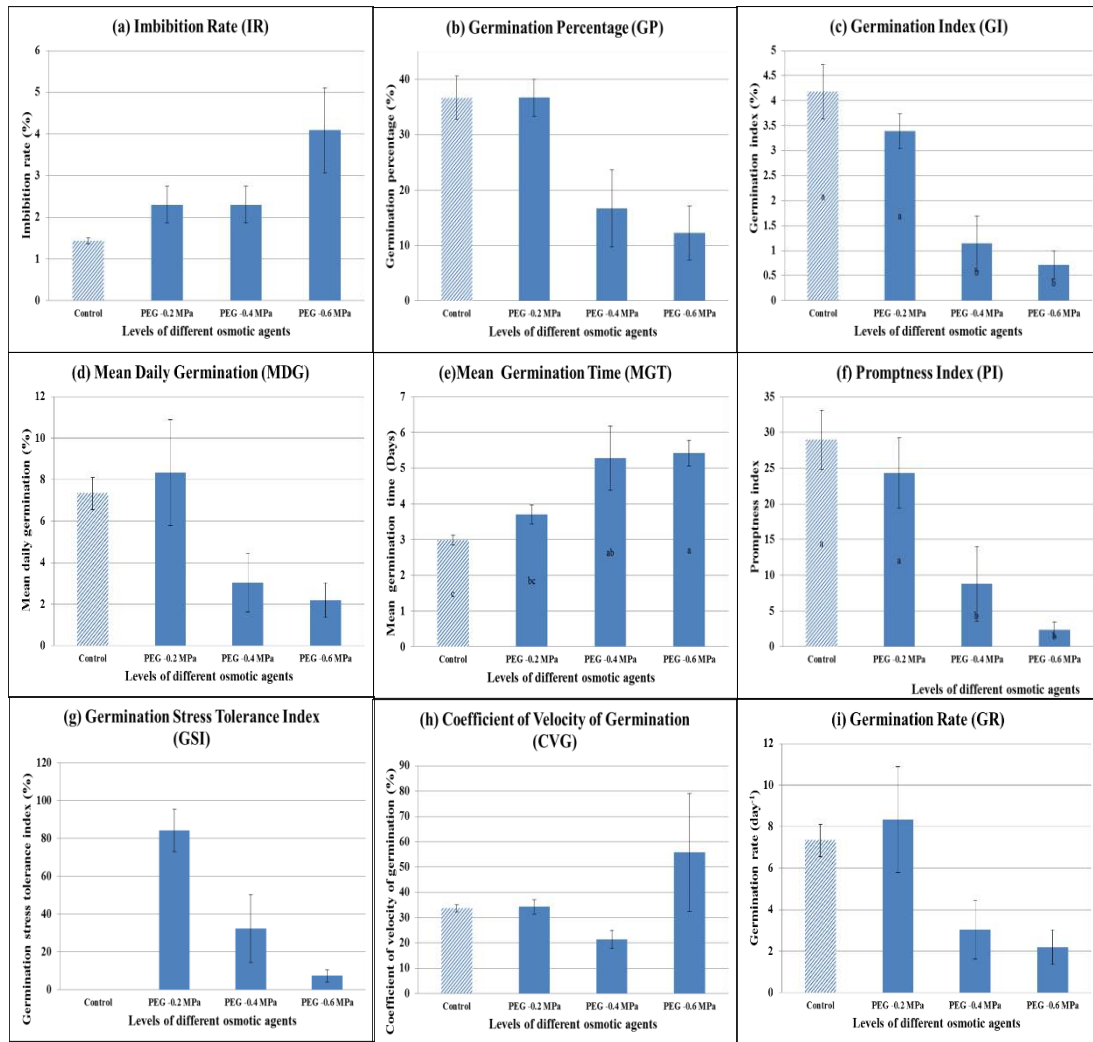 (a) Imbibition Rate (IR)
Imbibition rate (%)
6
5
4
3
2
1
0
Control PEG -0.2 MPa PEG -0.4 MPa PEG -0.6 MPa
Levels of different osmotic agents
(b) Germination Percentage (GP)
Germination percentage (%)
40
30
20
10
0
Control PEG -0.2 MPa PEG -0.4 MPa PEG -0.6 MPa
Levels of different osmotic agents
(c) Germination Index (GI)
Germination index (%)
5
4.5
4
3.5
3
2.5
2
1.5
1
0.5
0
a
a
b
b
Control PEG -0.2 MPa PEG -0.4 MPa PEG -0.6 MPa
Levels of different osmotic agents
(d) Mean Daily Germination (MDG)
Mean daily germination (%)
12
10
8
6
4
2
0
Control PEG -0.2 MPa PEG -0.4 MPa PEG -0.6 MPa
Levels of different osmotic agents
(e)Mean Germination Time (MGT)
Mean germination time (Days)
7
6
5
4
3
2
1
0
c
bc
ab
a
Control PEG -0.2 MPa PEG -0.4 MPa PEG -0.6 MPa
Levels of different osmotic agents
(f) Promptness Index (PI)
Promptness index
35
30
25
20
15
10
5
0
a
a
b
b
Control PEG -0.2 MPa PEG -0.4 MPa PEG -0.6 MPa
Levels of different osmotic agents
(g) Germination Stress Tolerance Index
(GSI)
Germination stress tolerance index (%)
120
100
80
60
40
20
0
Control PEG -0.2 MPa PEG -0.4 MPa PEG -0.6 MPa
Levels of different osmotic agents
(h) Coefficient of Velocity of Germination
(CVG)
Coefficient of velocity of germination (%)
90
80
70
60
50
40
30
20
10
0
Control PEG -0.2 MPa PEG -0.4 MPa PEG -0.6 MPa
Levels of different osmotic agents
(i) Germination Rate (GR)
Germination rate (day⁻¹)
12
10
8
6
4
2
0
Control PEG -0.2 MPa PEG -0.4 MPa PEG -0.6 MPa
Levels of different osmotic agents